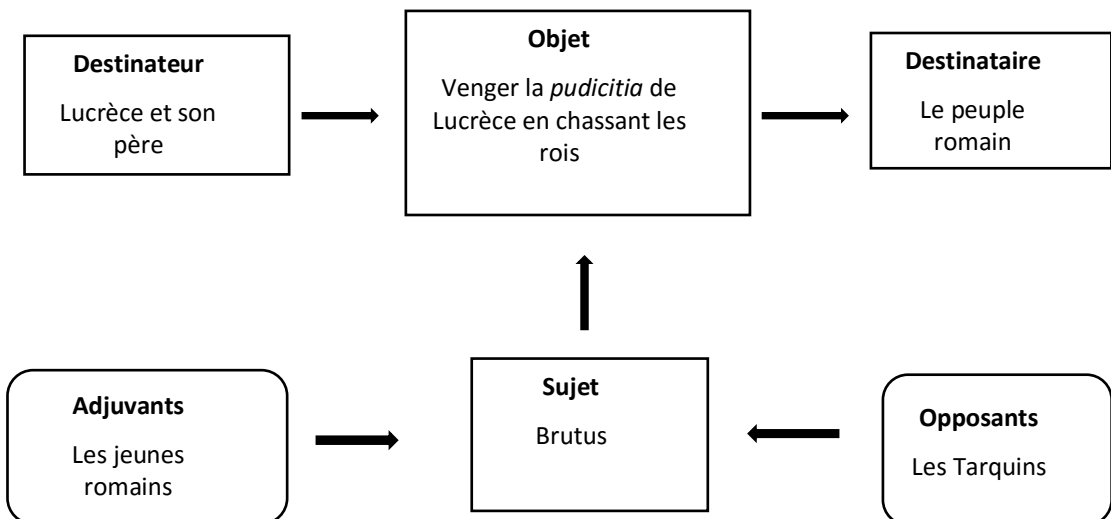 Destinateur
Lucrèce et son
père
Objet
Venger la pudicitia de
Lucrèce en chassant les
rois
Destinataire
Le peuple
romain
Adjuvants
Les jeunes
romains
Sujet
Brutus
Opposants
Les Tarquins